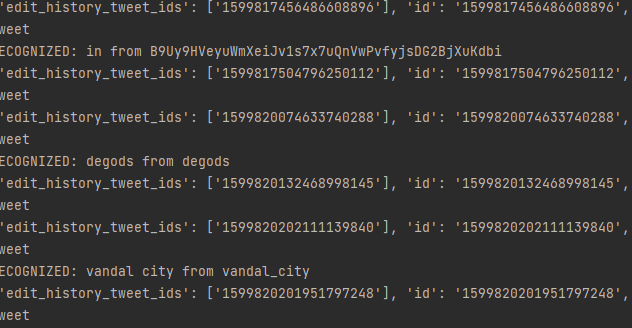 'edit_history_tweet_ids': ['1599817456486608896'], 'id': '1599817456486608896',
weet
ECOGNIZED: in from B9Uy9HVeyuWmXeiJv1s7x7uQnVwPvfyjsDG2BjXuKdbi
'edit_history_tweet_ids': ['1599817504796250112'], 'id': '1599817504796250112',
weet
'edit_history_tweet_ids': ['1599820074633740288'], 'id': '1599820074633740288',
weet
ECOGNIZED: degods from degods
'edit_history_tweet_ids': ['1599820132468998145'], 'id': '1599820132468998145',
weet
'edit_history_tweet_ids': ['1599820202111139840'], 'id': '1599820202111139840',
weet
ECOGNIZED: vandal city from vandal_city
'edit_history_tweet_ids': ['1599820201951797248'], 'id': '1599820201951797248',
weet